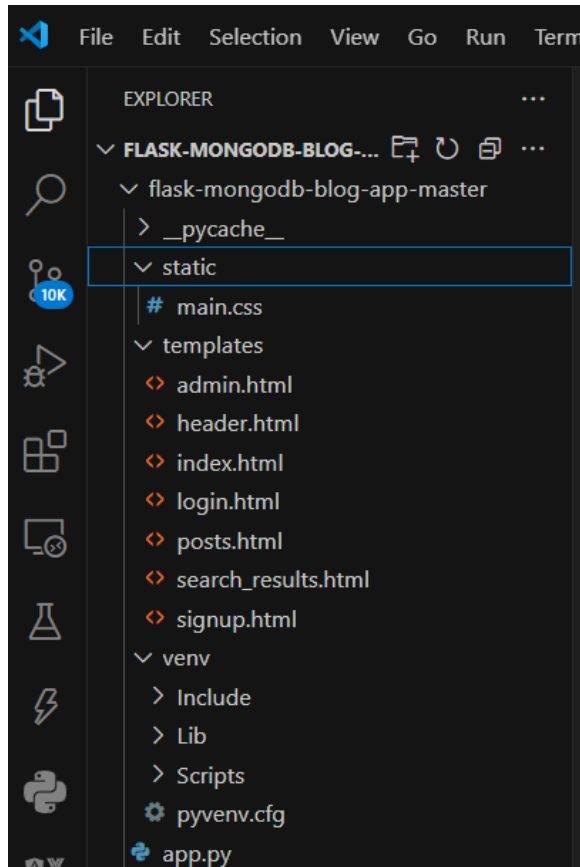 File Edit Selection View Go Run Term
EXPLORER
FLASK-MONGODB-BLOG-...
flask-mongodb-blog-app-master
__pycache__
static
10K
# main.css
templates
<> admin.html
<> header.html
<> index.html
<> login.html
<> posts.html
<> search_results.html
<> signup.html
venv
Include
Lib
Scripts
pyvenv.cfg
app.py